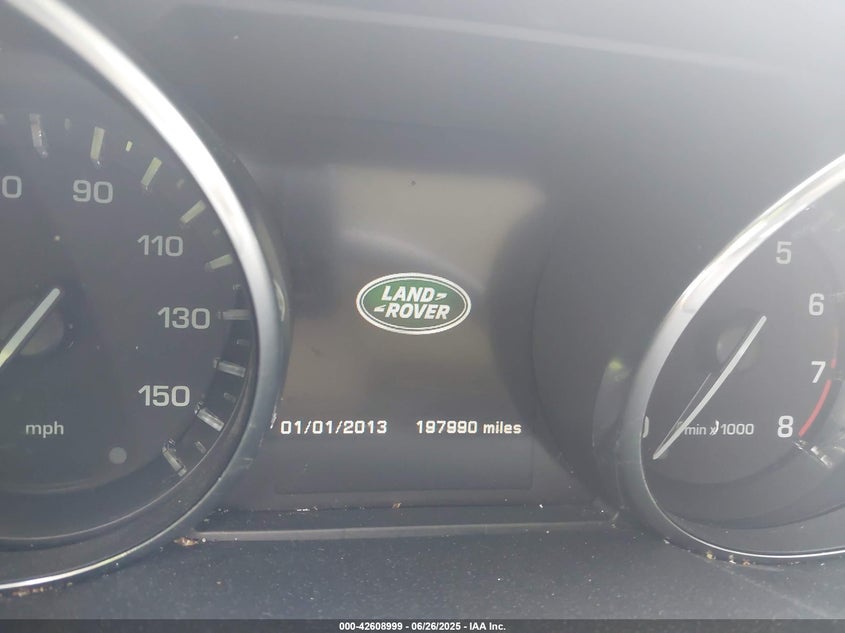 90
110
130
150
mph
LAND
ROVER
01/01/2013 197990 miles
5
6
7
8
min x 1000
000-42608999 | 06/26/2025 | IAA Inc.